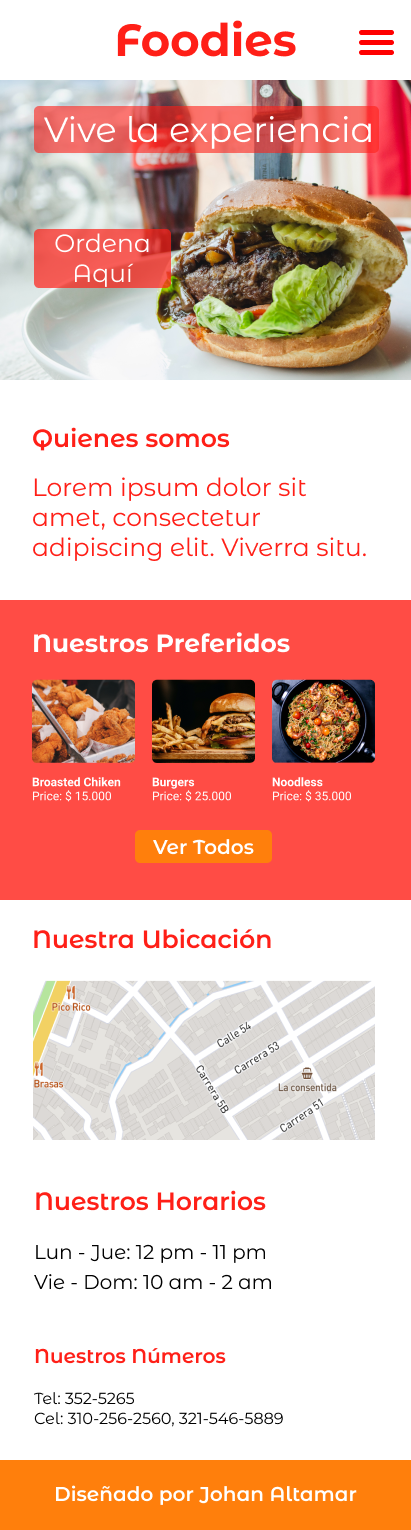 Foodies
Vive la experiencia
Ordena
Aquí
Quienes somos
Lorem ipsum dolor sit
amet, consectetur
adipiscing elit. Viverra situ.
Nuestros Preferidos
Broasted Chiken
Price: $ 15.000
Burgers
Price: $ 25.000
Noodless
Price: $ 35.000
Ver Todos
Nuestra Ubicación
Pico Rico
Calle 54
Carrera 53
Brasas
Carrera 5B
La consentida
Carrera 51
Nuestros Horarios
Lun - Jue: 12 pm - 11 pm
Vie - Dom: 10 am - 2 am
Nuestros Números
Tel: 352-5265
Cel: 310-256-2560, 321-546-5889
Diseñado por Johan Altamar